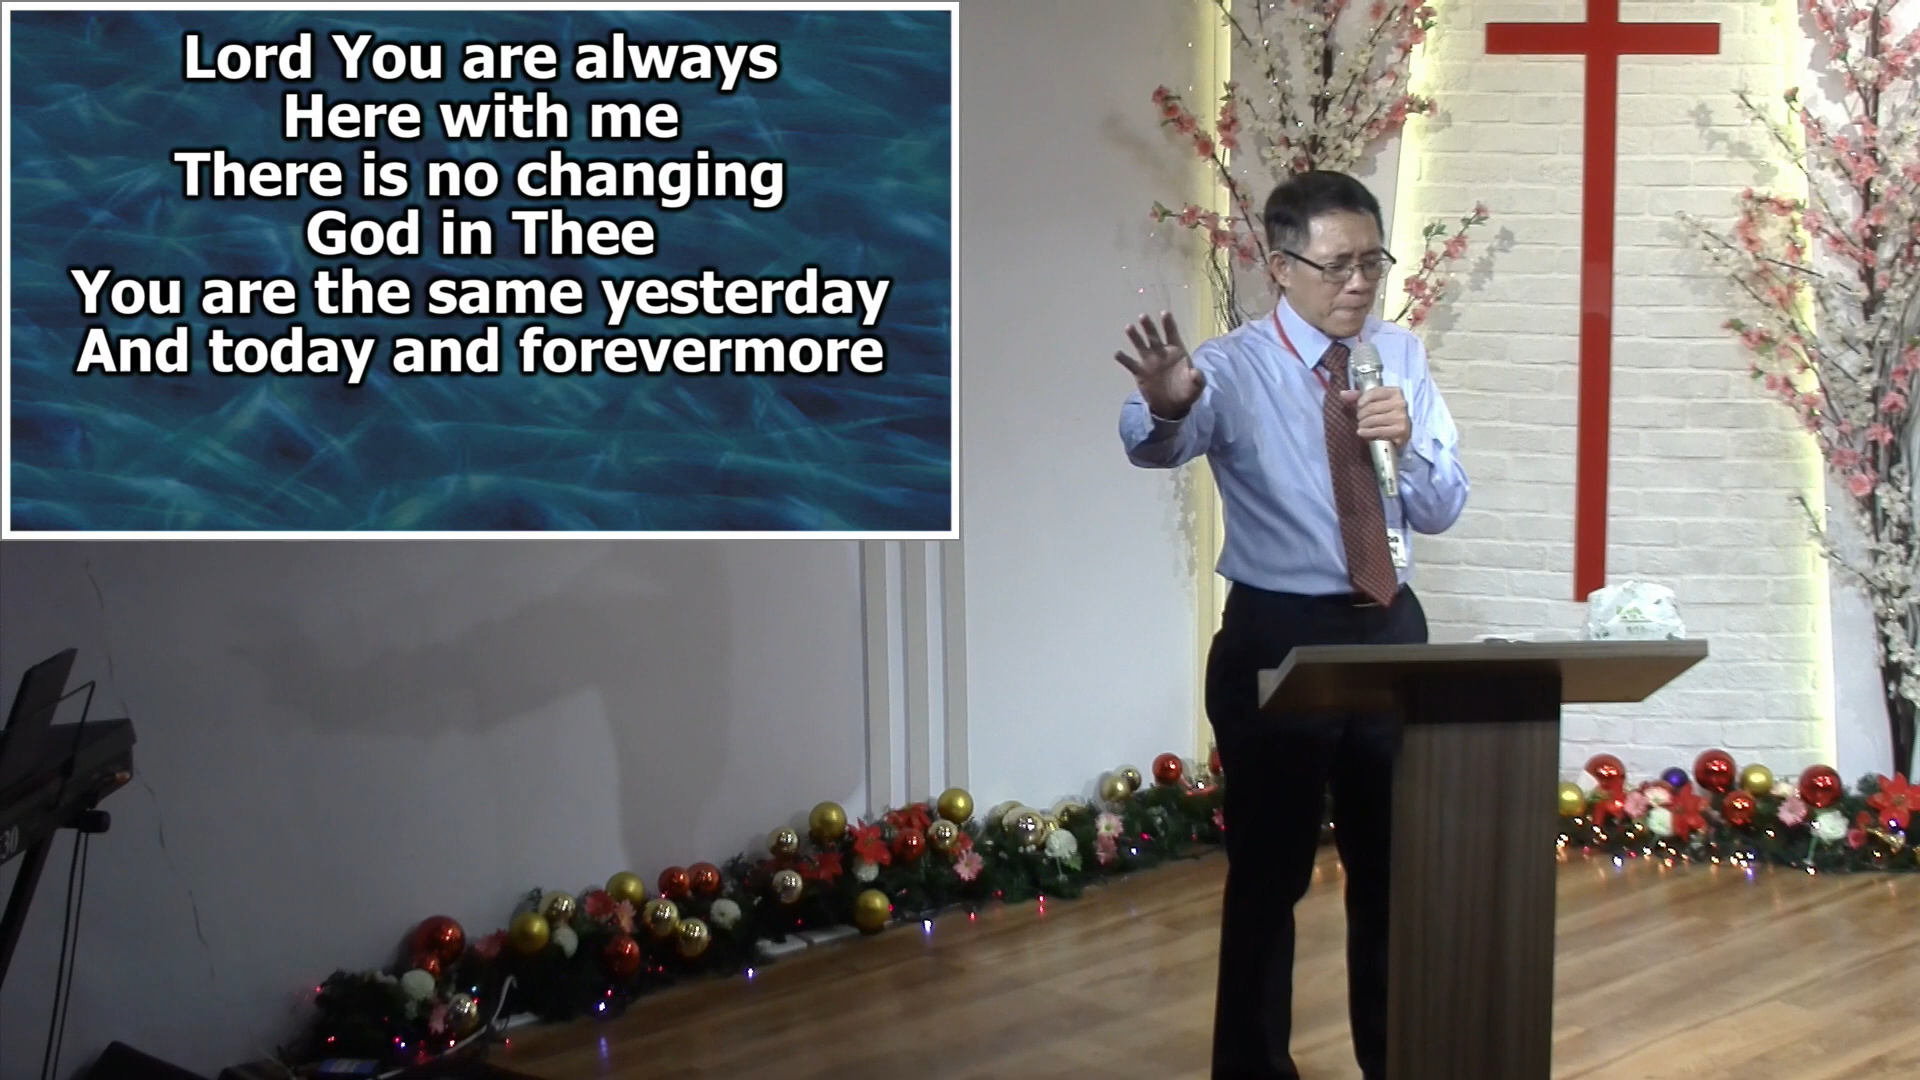 Lord You are always
Here with me
There is no changing
God in Thee
You are the same yesterday
And today and forevermore
30